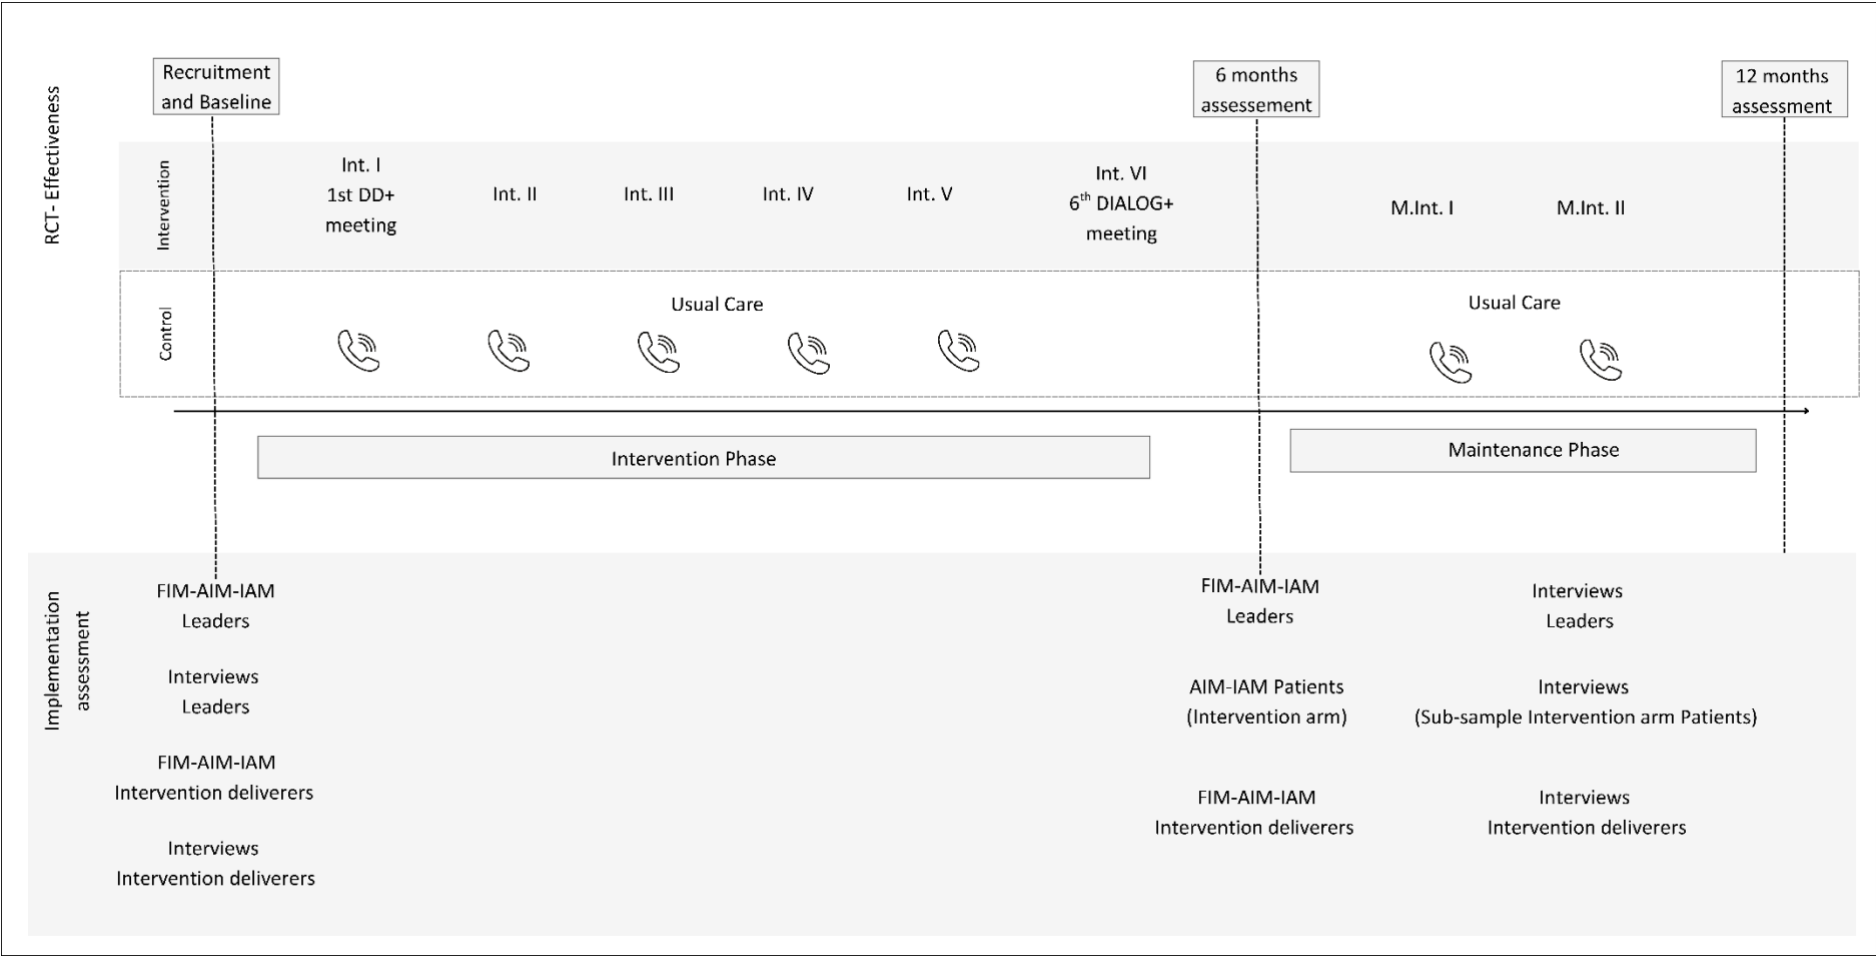 Recruitment
and Baseline
6 months
assessement
12 months
assessment
RCT- Effectiveness
Intervention
Int. I
1st DD+
meeting
Int. II
Int. III
Int. IV
Int. V
Int. VI
6th DIALOG+
meeting
M.Int. I
M.Int. II
Control
Usual Care
Usual Care
Intervention Phase
Maintenance Phase
Implementation
assessment
FIM-AIM-IAM
Leaders
Interviews
Leaders
FIM-AIM-IAM
Intervention deliverers
Interviews
Intervention deliverers
FIM-AIM-IAM
Leaders
AIM-IAM Patients
(Intervention arm)
FIM-AIM-IAM
Intervention deliverers
Interviews
Leaders
Interviews
(Sub-sample Intervention arm Patients)
Interviews
Intervention deliverers